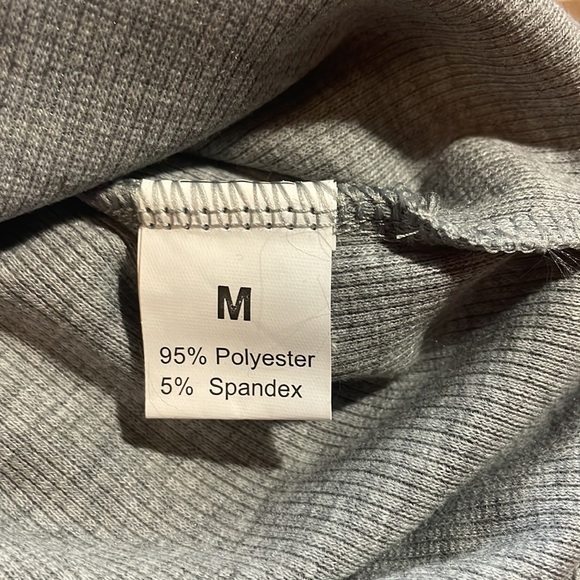 M
95% Polyester
5% Spandex